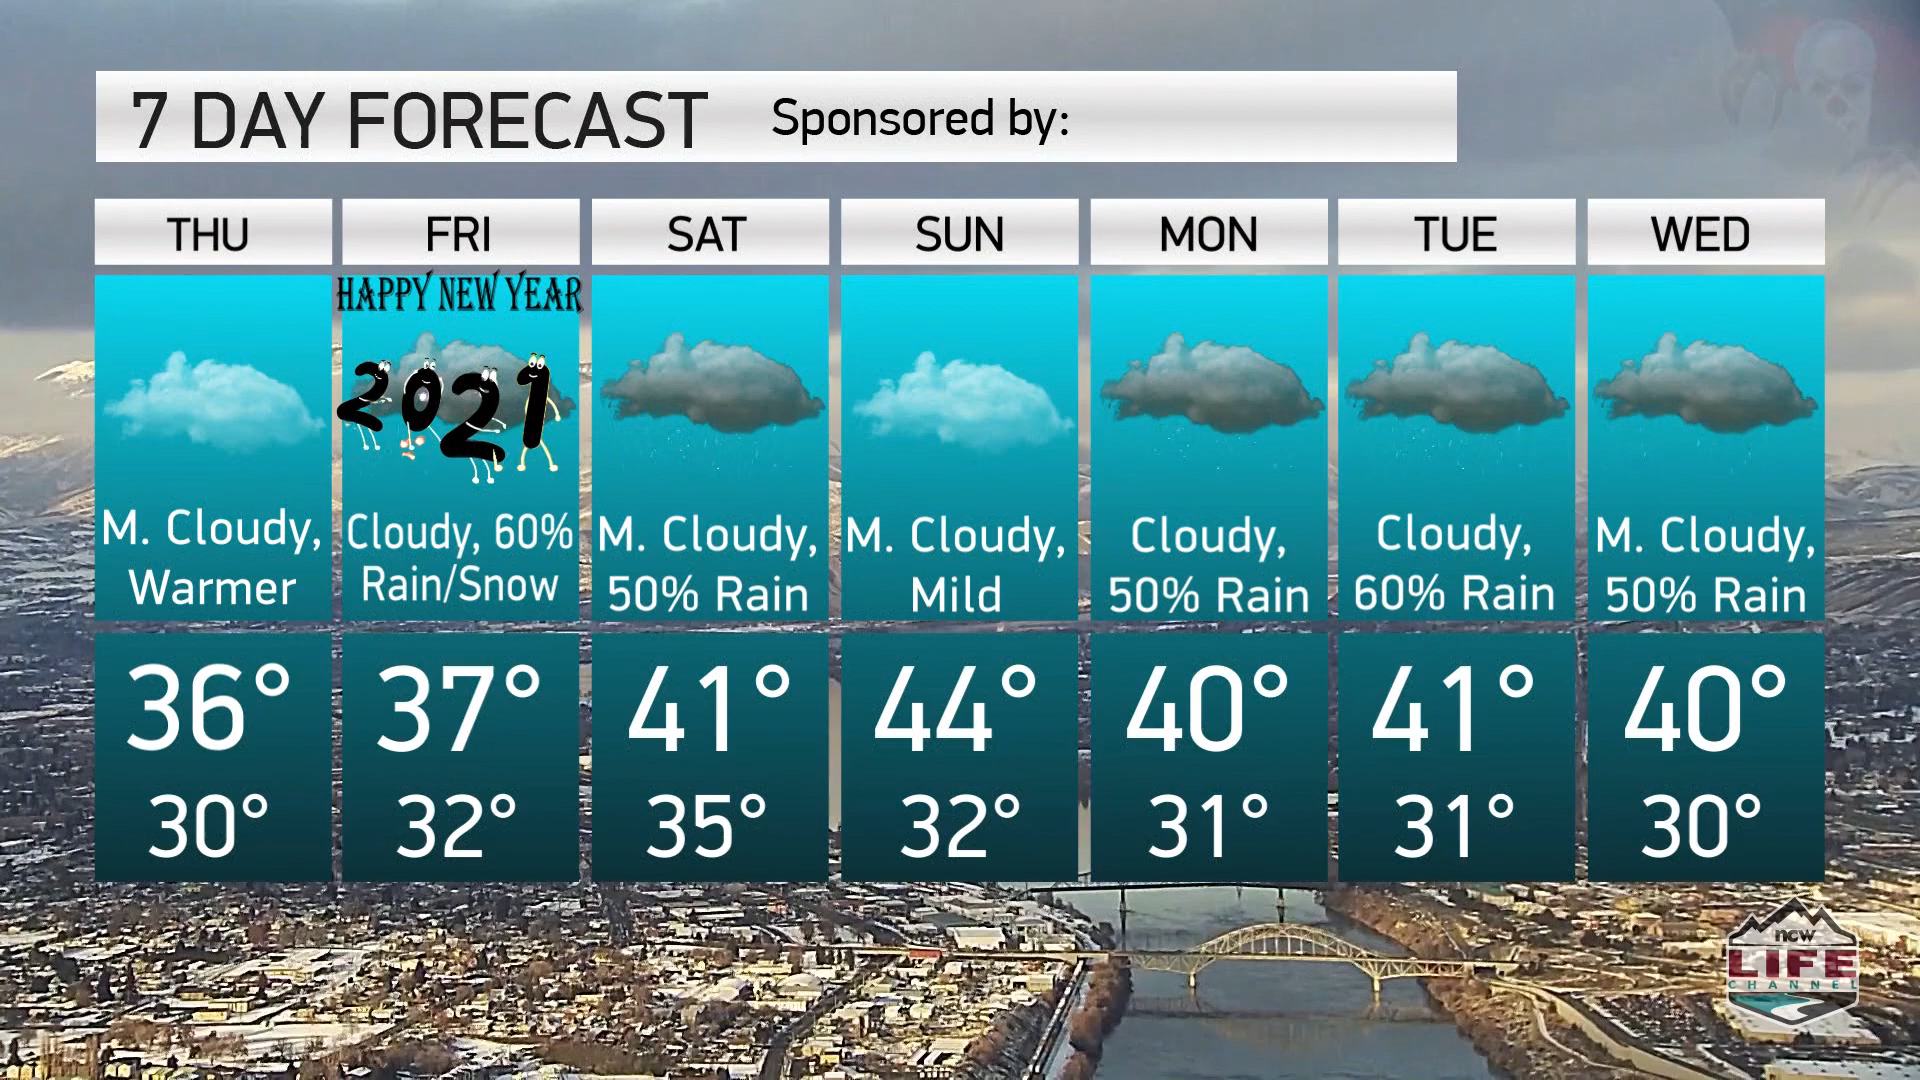 7 DAY FORECAST Sponsored by:
THU FRI SAT SUN MON TUE WED
HAPPY NEW YEAR
2021
M. Cloudy,
Warmer
Cloudy, 60%
Rain/Snow
M. Cloudy,
50% Rain
M. Cloudy,
Mild
Cloudy,
50% Rain
Cloudy,
60% Rain
M. Cloudy,
50% Rain
36° 37° 41° 44° 40° 41° 40°
30° 32° 35° 32° 31° 31° 30°
ncw
LIFE
CHANNEL